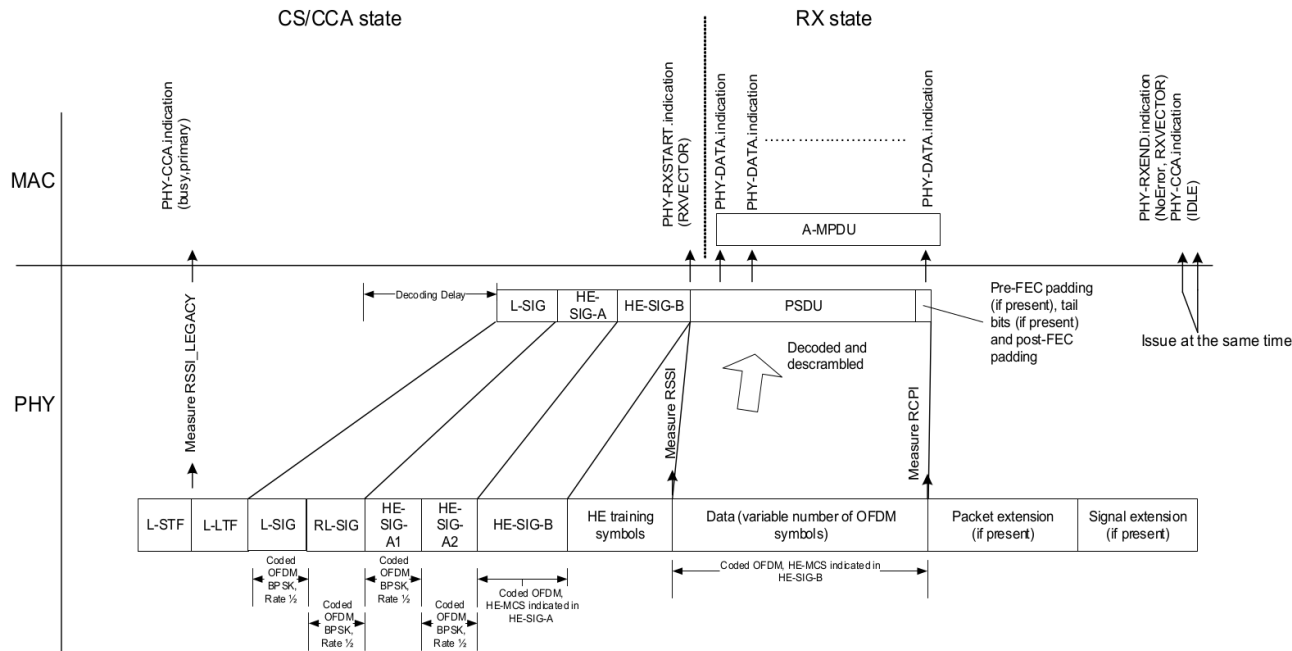 CS/CCA state
RX state
MAC
PHY
PHY-CCA.indication
(busy,primary)
PHY-RXSTART.indication
(RXVECTOR)
PHY-DATA.indication
PHY-DATA.indication
PHY-DATA.indication
PHY-RXEND.indication
(NoError, RXVECTOR)
PHY-CCA.indication
(IDLE)
A-MPDU
Measure RSSI_LEGACY
Decoding Delay
L-SIG
HE-
SIG-A
HE-SIG-B
PSDU
Pre-FEC padding
(if present), tail
bits (if present)
and post-FEC
padding
Issue at the same time
Decoded and
descrambled
Measure RSSI
Measure RCPI
L-STF
L-LTF
L-SIG
RL-SIG
HE-
SIG-
A1
HE-
SIG-
A2
HE-SIG-B
HE training
symbols
Data (variable number of OFDM
symbols)
Packet extension
(if present)
Signal extension
(if present)
Coded
OFDM,
BPSK,
Rate ½
Coded
OFDM,
BPSK,
Rate ½
Coded
OFDM,
BPSK,
Rate ½
Coded
OFDM,
BPSK,
Rate ½
Coded OFDM,
HE-MCS indicated in
HE-SIG-A
Coded OFDM, HE-MCS indicated in
HE-SIG-B